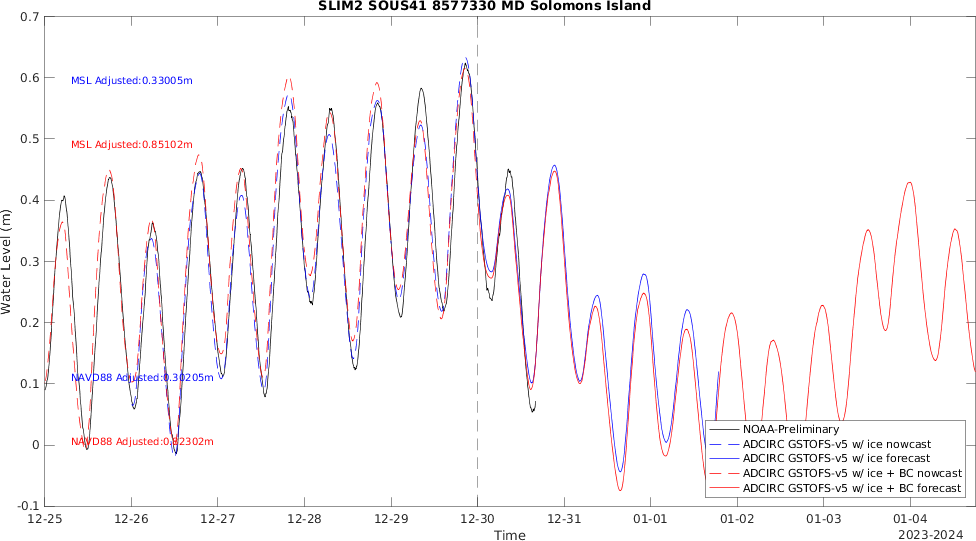 SLIM2 SOUS41 8577330 MD Solomons Island
0.7
0.6
0.5
0.4
0.3
0.2
0.1
0
-0.1
Water Level (m)
MSL Adjusted:0.33005m
MSL Adjusted:0.85102m
NAVD88 Adjusted:0.30205m
NAVD88 Adjusted:0.82302m
NOAA-Preliminary
ADCIRC GSTOFS-v5 w/ ice nowcast
ADCIRC GSTOFS-v5 w/ ice forecast
ADCIRC GSTOFS-v5 w/ ice + BC nowcast
ADCIRC GSTOFS-v5 w/ ice + BC forecast
12-25 12-26 12-27 12-28 12-29 12-30 12-31 01-01 01-02 01-03 01-04
Time
2023-2024